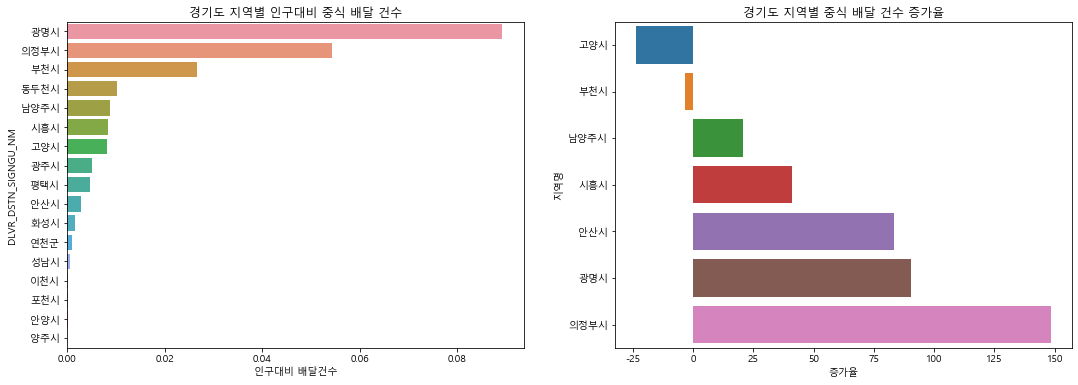 경기도 지역별 인구대비 중식 배달 건수
DLVR_DSTN_SIGNGU_NM
광명시
의정부시
부천시
동두천시
남양주시
시흥시
고양시
광주시
평택시
안산시
화성시
연천군
성남시
이천시
포천시
안양시
양주시
0.00 0.02 0.04 0.06 0.08
인구대비 배달건수
경기도 지역별 중식 배달 건수 증가율
지역명
고양시
부천시
남양주시
시흥시
안산시
광명시
의정부시
-25 0 25 50 75 100 125 150
증가율